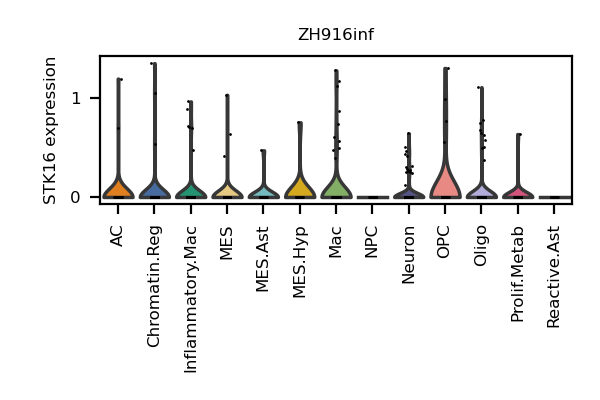 ZH916inf
STK16 expression
1
0
AC
Chromatin.Reg
Inflammatory.Mac
MES
MES.Ast
MES.Hyp
Mac
NPC
Neuron
OPC
Oligo
Prolif.Metab
Reactive.Ast